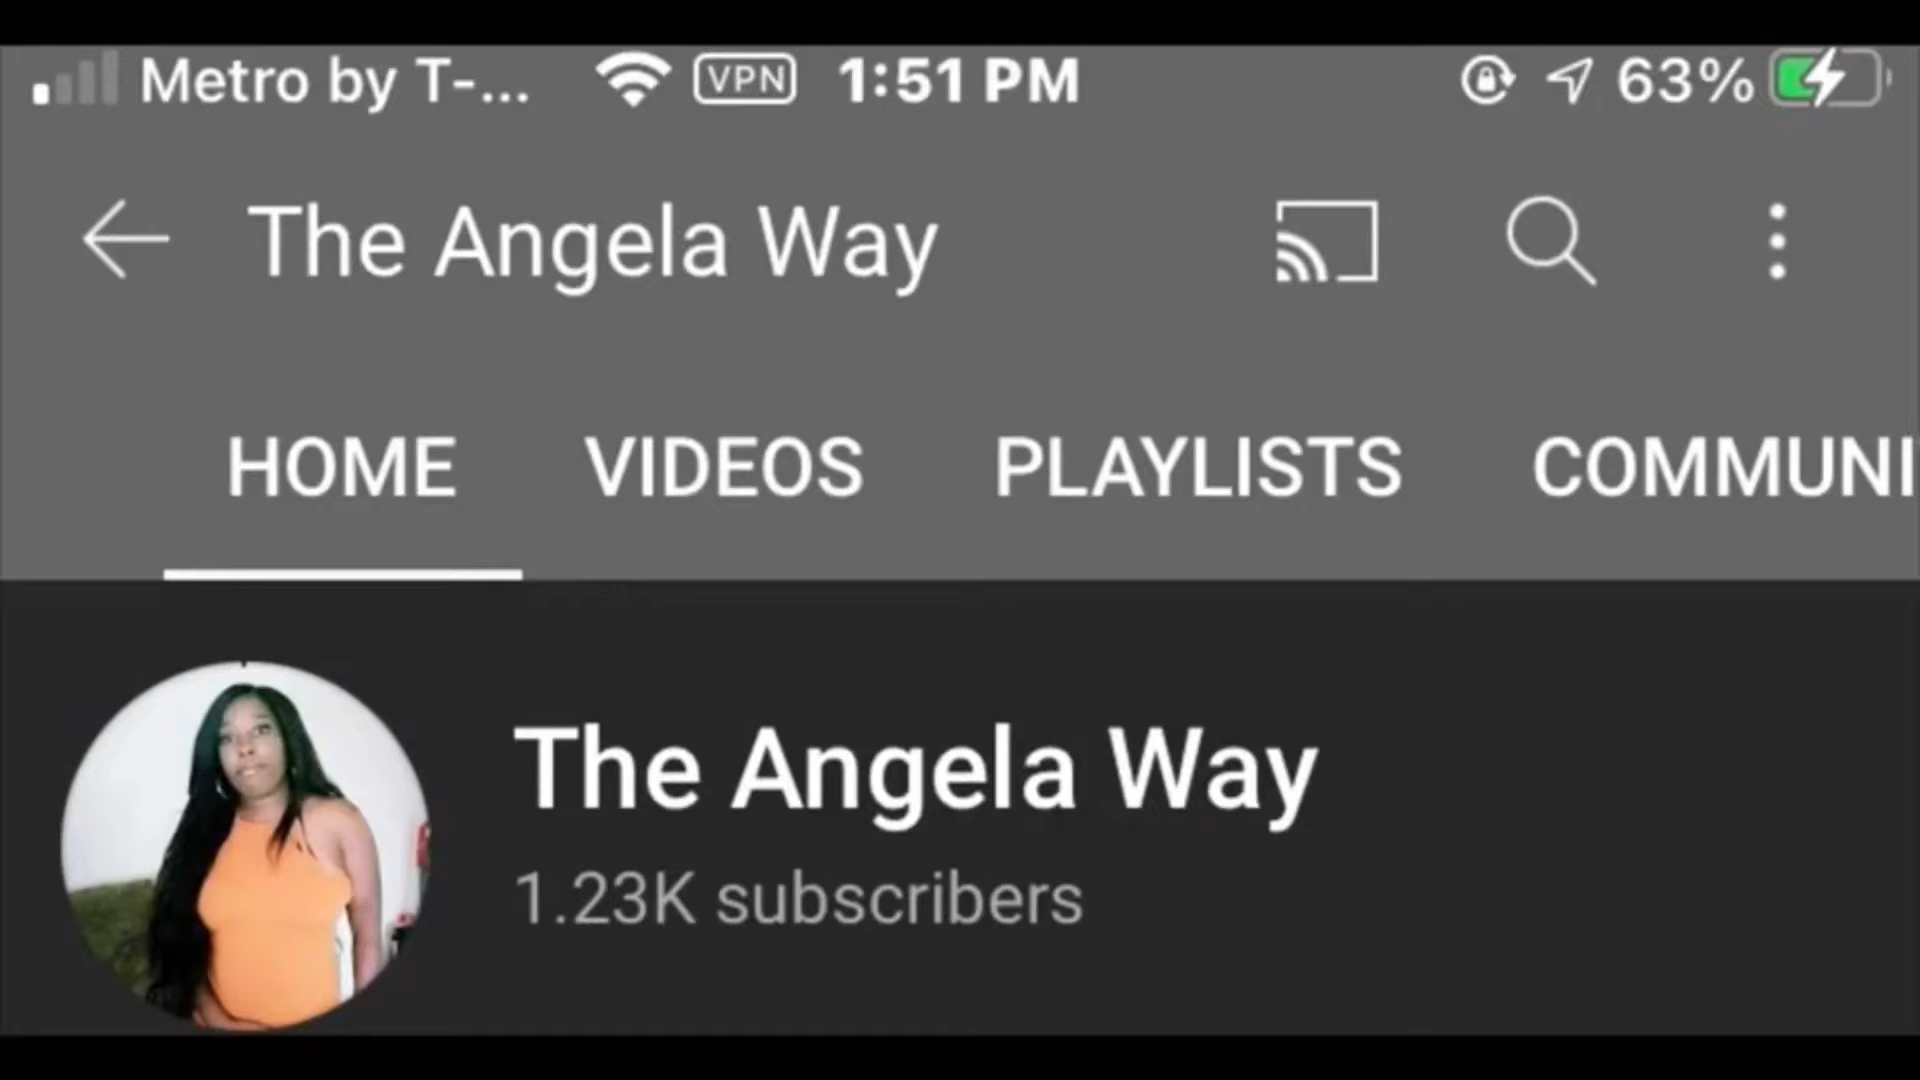 Metro by T-... VPN 1:51 PM 63%
The Angela Way
HOME VIDEOS PLAYLISTS COMMUNI
The Angela Way
1.23K subscribers